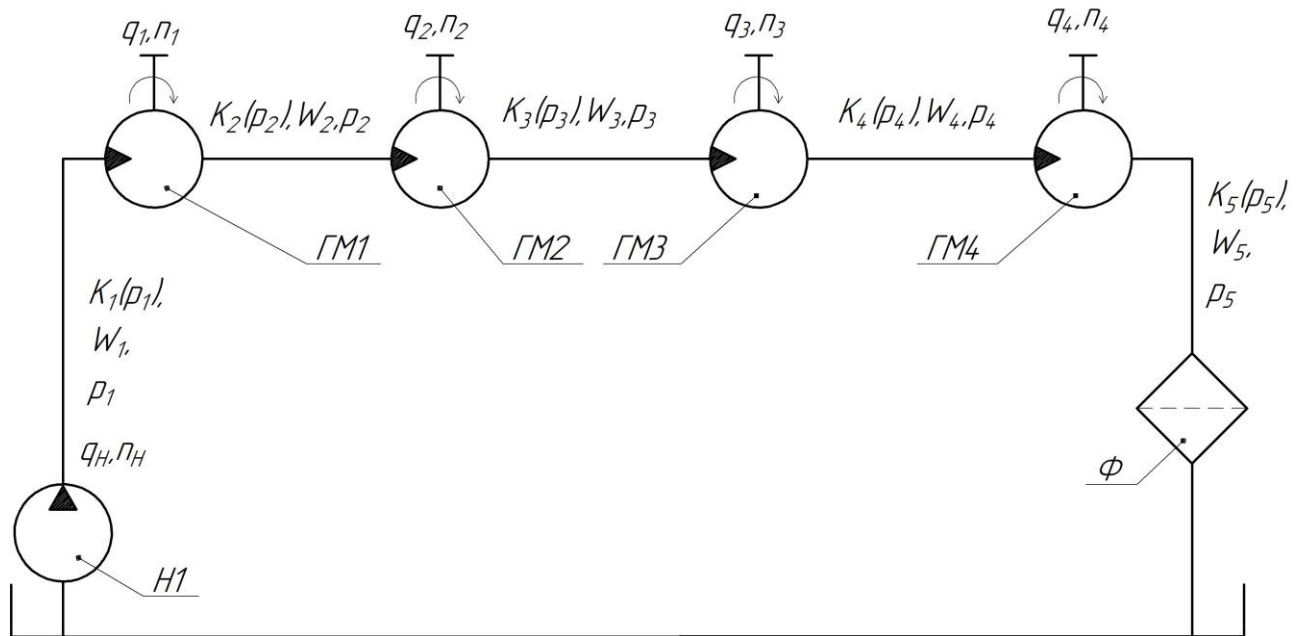 q₁,n₁
q₂,n₂
q₃,n₃
q₄,n₄
K₂(p₂),W₂,p₂
K₃(p₃),W₃,p₃
K₄(p₄),W₄,p₄
ГМ1
ГМ2
ГМ3
ГМ4
K₅(p₅),
W₅,
p₅
K₁(p₁),
W₁,
p₁
qН,nН
Ф
Н1